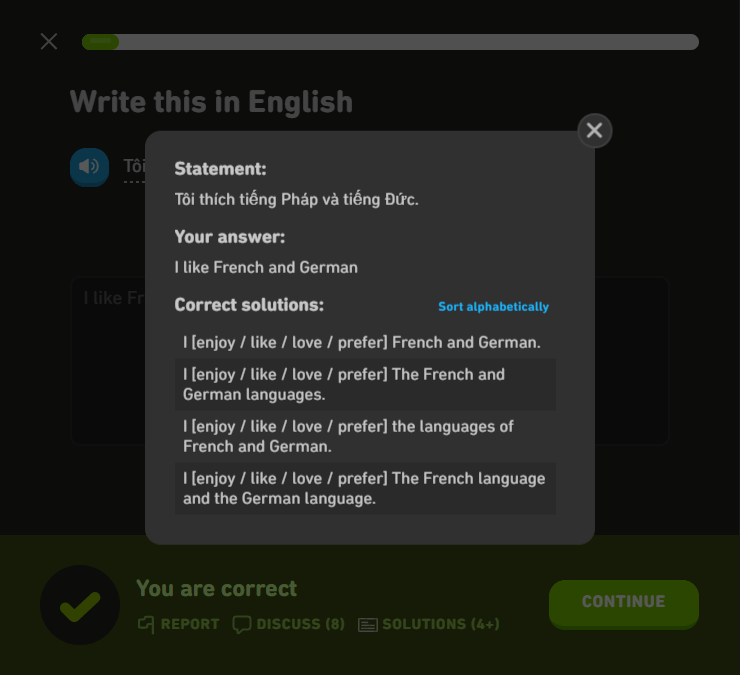 Write this in English
Tôi
Statement:
Tôi thích tiếng Pháp và tiếng Đức.
Your answer:
I like French and German
I like Fr
Correct solutions:
Sort alphabetically
I [enjoy / like / love / prefer] French and German.
I [enjoy / like / love / prefer] The French and
German languages.
I [enjoy / like / love / prefer] the languages of
French and German.
I [enjoy / like / love / prefer] The French language
and the German language.
You are correct
REPORT
DISCUSS (8)
SOLUTIONS (4+)
CONTINUE